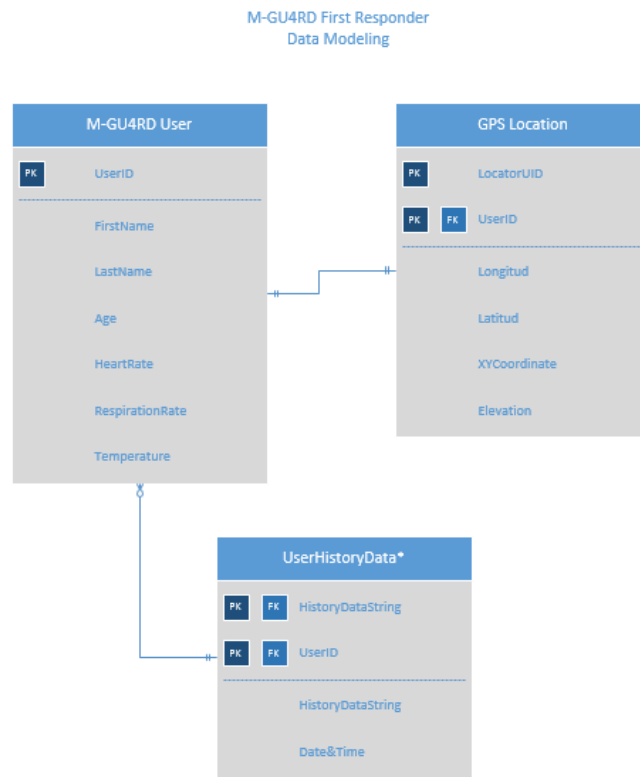 M-GU4RD First Responder
Data Modeling
M-GU4RD User
PK UserID
FirstName
LastName
Age
HeartRate
RespirationRate
Temperature
GPS Location
PK LocatorUID
PK FK UserID
Longitud
Latitud
XYCoordinate
Elevation
UserHistoryData*
PK FK HistoryDataString
PK FK UserID
HistoryDataString
Date&Time